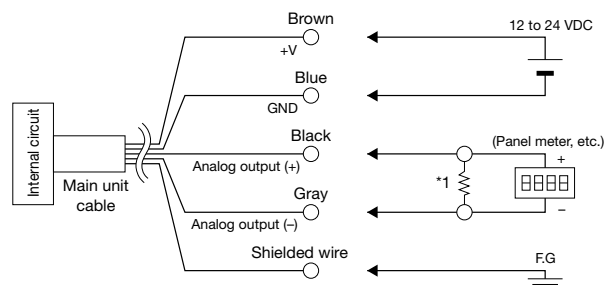 Brown
+V
12 to 24 VDC
Blue
GND
Internal circuit
Main unit
cable
Black
Analog output (+)
*1
(Panel meter, etc.)
+
8888
–
Gray
Analog output (–)
Shielded wire
F.G